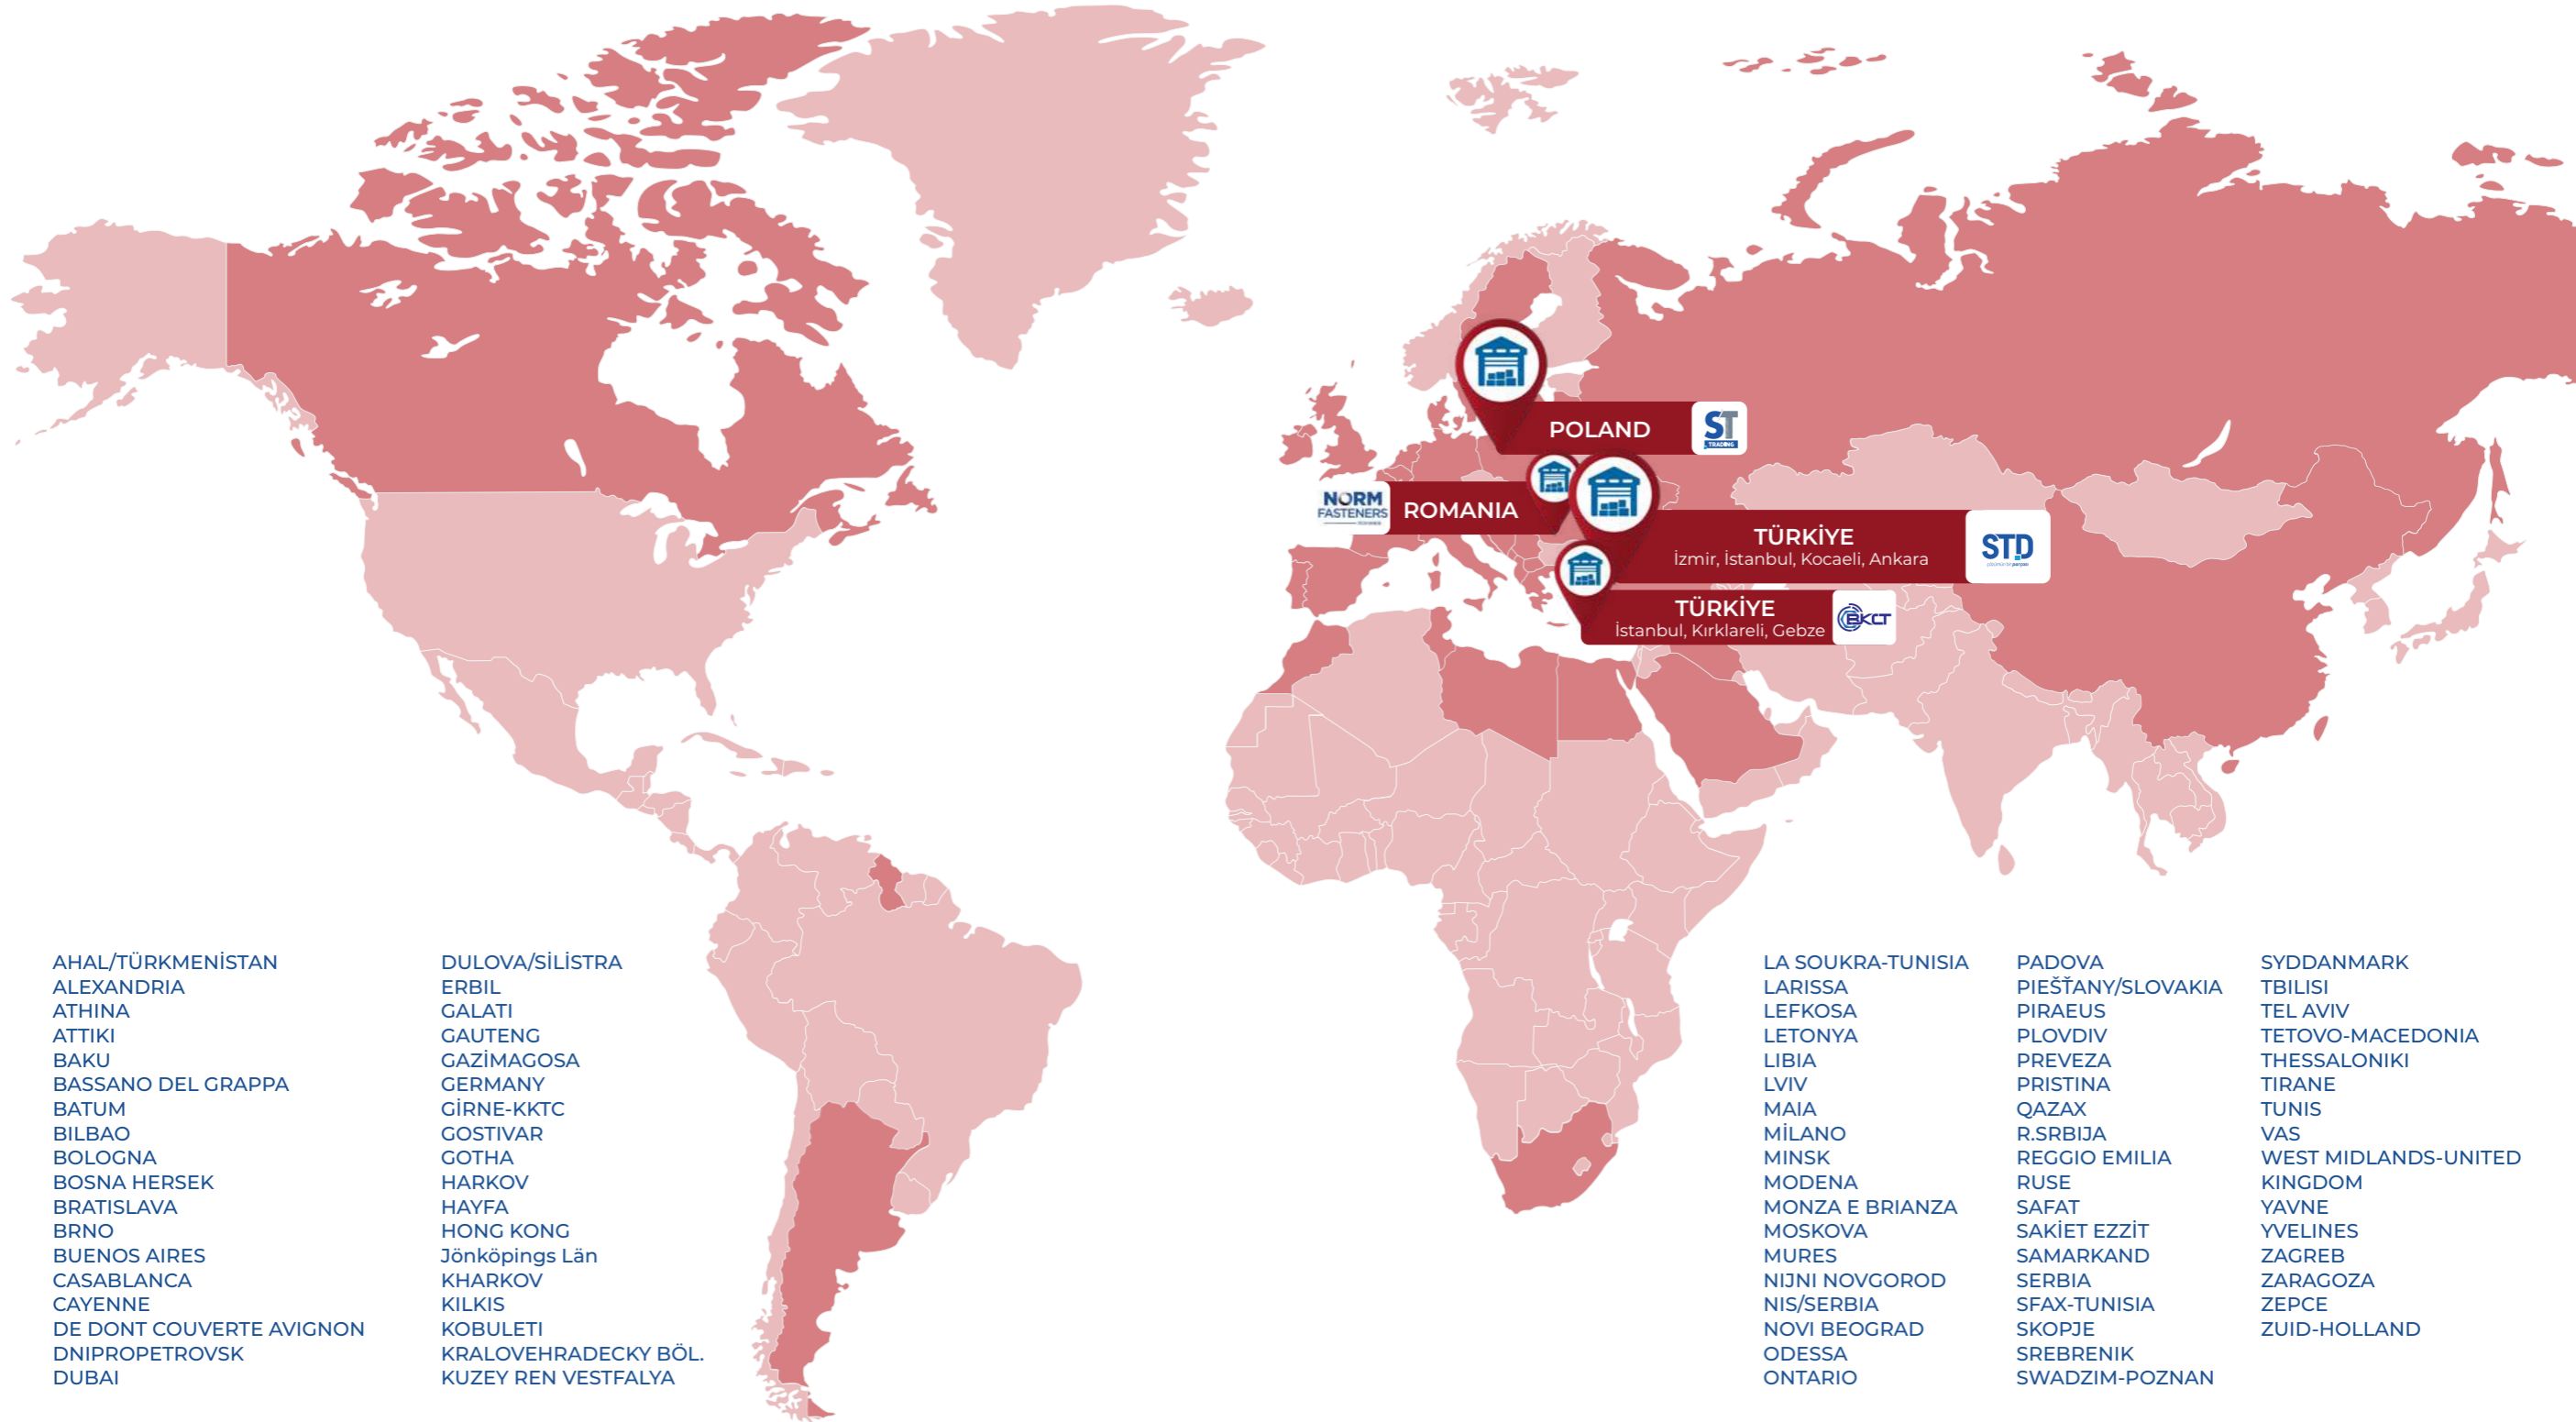 POLAND
ST
TRADING
NORM
FASTENERS
ROMANIA
TÜRKİYE
İzmir, İstanbul, Kocaeli, Ankara
STD
TÜRKİYE
İstanbul, Kırklareli, Gebze
BKCT
AHAL/TÜRKMENİSTAN
ALEXANDRIA
ATHINA
ATTIKI
BAKU
BASSANO DEL GRAPPA
BATUM
BILBAO
BOLOGNA
BOSNA HERSEK
BRATISLAVA
BRNO
BUENOS AIRES
CASABLANCA
CAYENNE
DE DONT COUVERTE AVIGNON
DNIPROPETROVSK
DUBAI
DULOVA/SİLİSTRA
ERBIL
GALATI
GAUTENG
GAZİMAGOSA
GERMANY
GİRNE-KKTC
GOSTIVAR
GOTHA
HARKOV
HAYFA
HONG KONG
Jönköpings Län
KHARKOV
KILKIS
KOBULETI
KRALOVEHRADECKY BÖL.
KUZEY REN VESTFALYA
LA SOUKRA-TUNISIA
LARISSA
LEFKOSA
LETONYA
LIBIA
LVIV
MAIA
MİLANO
MINSK
MODENA
MONZA E BRIANZA
MOSKOVA
MURES
NIJNI NOVGOROD
NIS/SERBIA
NOVI BEOGRAD
ODESSA
ONTARIO
PADOVA
PIEŠŤANY/SLOVAKIA
PIRAEUS
PLOVDIV
PREVEZA
PRISTINA
QAZAX
R.SRBIJA
REGGIO EMILIA
RUSE
SAFAT
SAKİET EZZİT
SAMARKAND
SERBIA
SFAX-TUNISIA
SKOPJE
SREBRENIK
SWADZIM-POZNAN
SYDDANMARK
TBILISI
TEL AVIV
TETOVO-MACEDONIA
THESSALONIKI
TIRANE
TUNIS
VAS
WEST MIDLANDS-UNITED
KINGDOM
YAVNE
YVELINES
ZAGREB
ZARAGOZA
ZEPCE
ZUID-HOLLAND